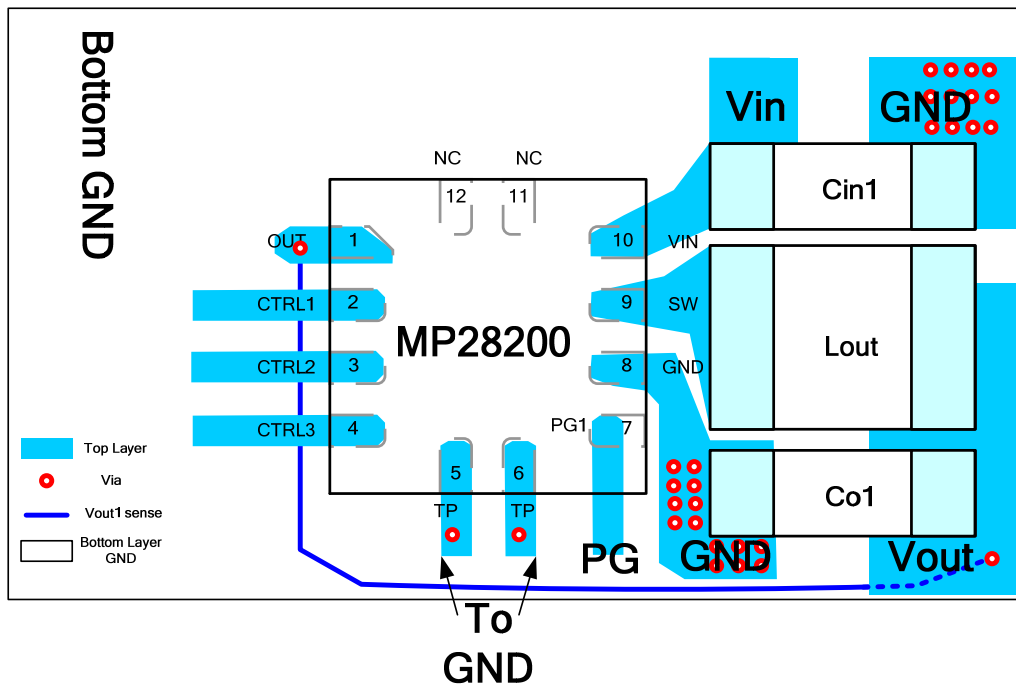 Bottom GND
Vin
GND
NC
NC
12
11
Cin1
OUT
1
10
VIN
CTRL1
2
9
SW
MP28200
Lout
CTRL2
3
8
GND
CTRL3
4
PG1
7
Top Layer
5
6
Via
TP
TP
Co1
Vout1 sense
Bottom Layer
GND
PG
GND
Vout
To
GND